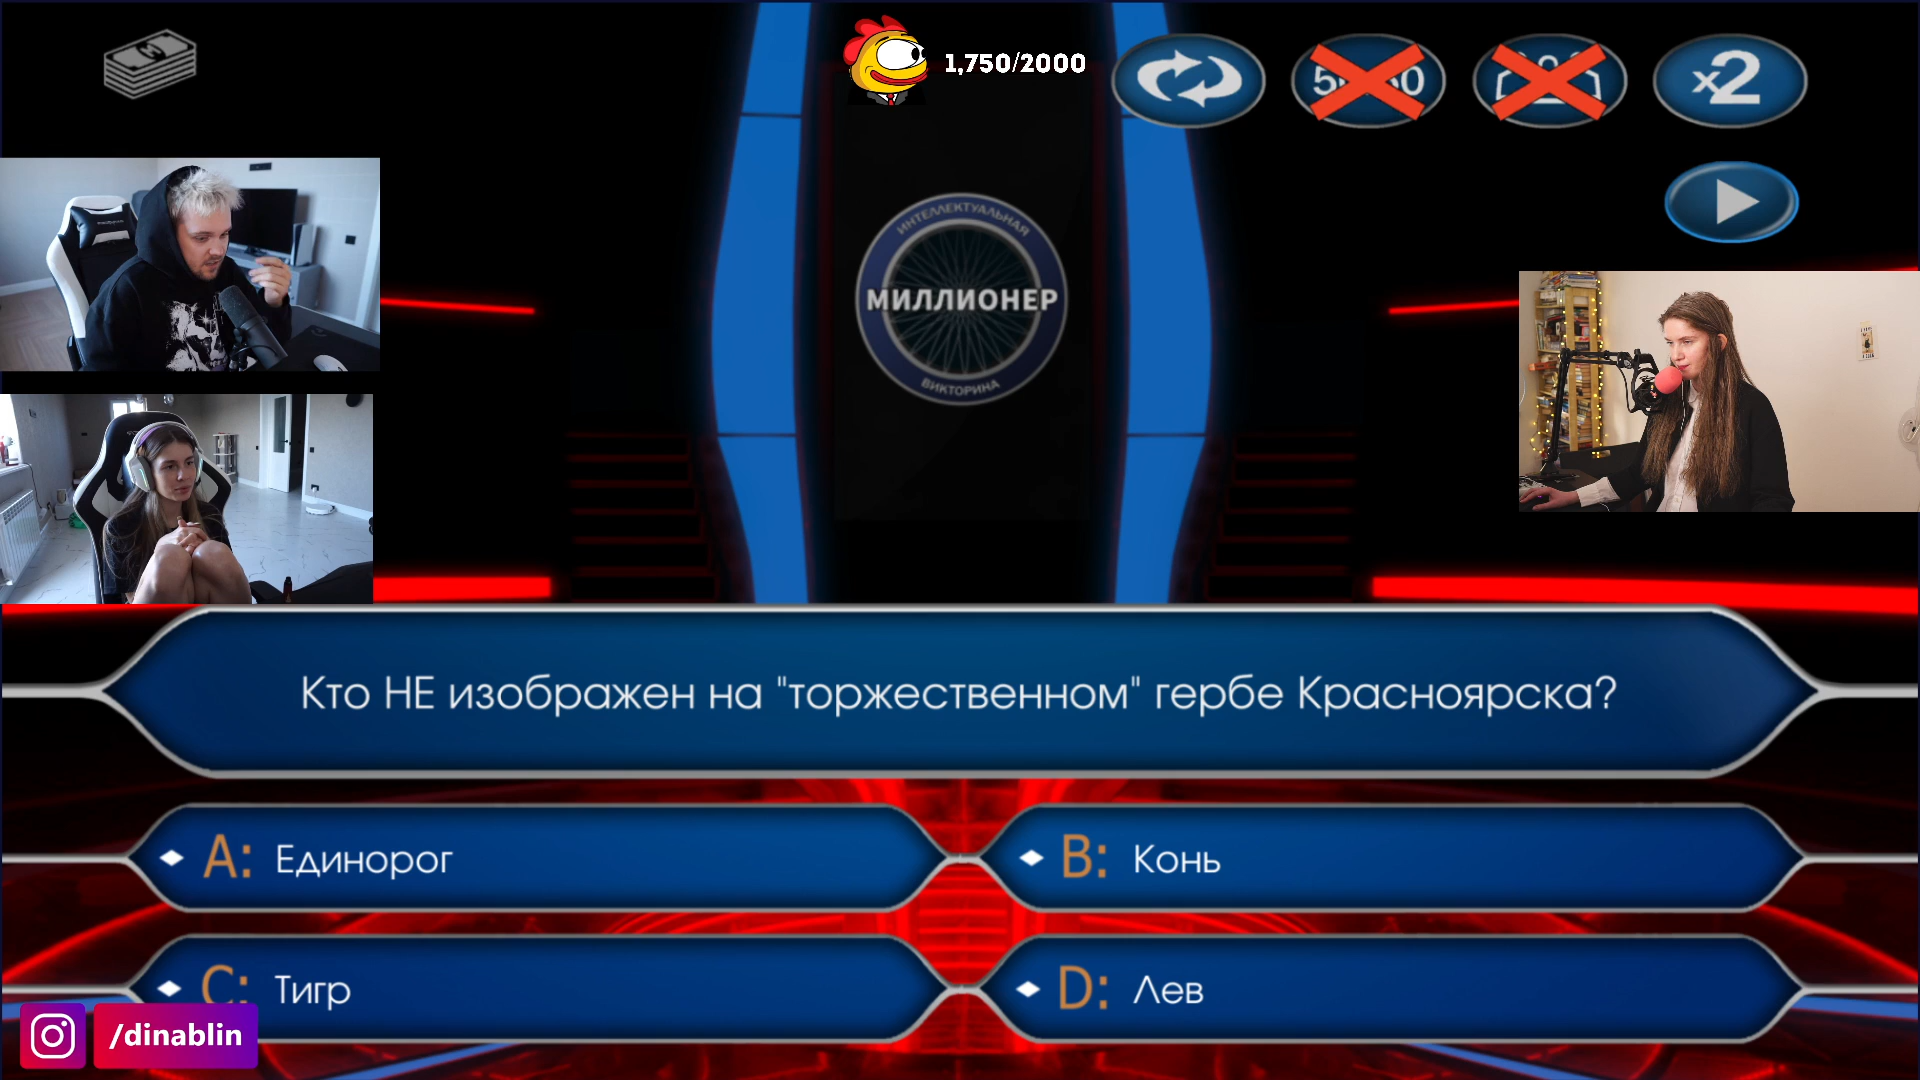 1,750/2000
x2
ИНТЕЛЛЕКТУАЛЬНАЯ
МИЛЛИОНЕР
ВИКТОРИНА
Кто НЕ изображен на "торжественном" гербе Красноярска?
A: Единорог
B: Конь
C: Тигр
D: Лев
/dinablin